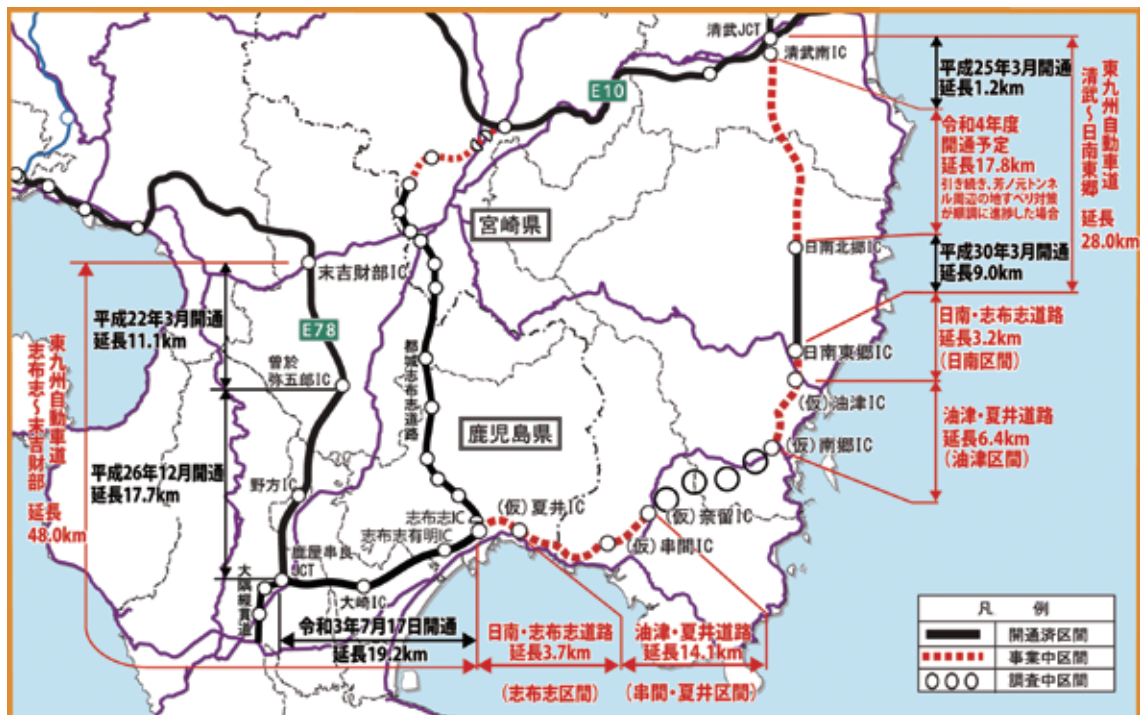 清武JCT
清武南IC
E10
平成25年3月開通
延長1.2km
令和4年度
開通予定
延長17.8km
引き続き、芳ノ元トンネ
ル周辺の地すべり対策
が順調に進捗した場合
東九州自動車道
清武～日南東郷 延長
28.0km
日南北郷IC
平成30年3月開通
延長9.0km
宮崎県
末吉財部IC
平成22年3月開通
延長11.1km
E78
曽於
弥五郎IC
都城志布志道路
日南・志布志道路
延長3.2km
(日南区間)
日南東郷IC
(仮)油津IC
東九州自動車道
志布志～末吉財部 延長
48.0km
鹿児島県
油津・夏井道路
延長6.4km
(油津区間)
(仮)南郷IC
平成26年12月開通
延長17.7km
野方IC
志布志IC
(仮)夏井IC
(仮)奈留IC
志布志有明IC
(仮)串間IC
鹿屋串良
JCT
大隅縦貫道
大崎IC
令和3年7月17日開通
延長19.2km
日南・志布志道路
延長3.7km
(志布志区間)
油津・夏井道路
延長14.1km
(串間・夏井区間)
凡 例
開通済区間
事業中区間
調査中区間